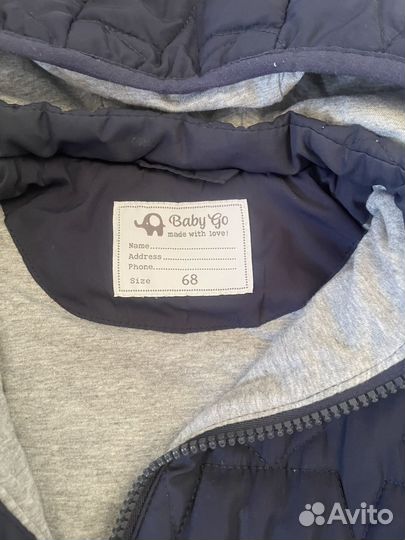 Baby Go
made with love!
Name
Address
Phone
Size 68
Avito